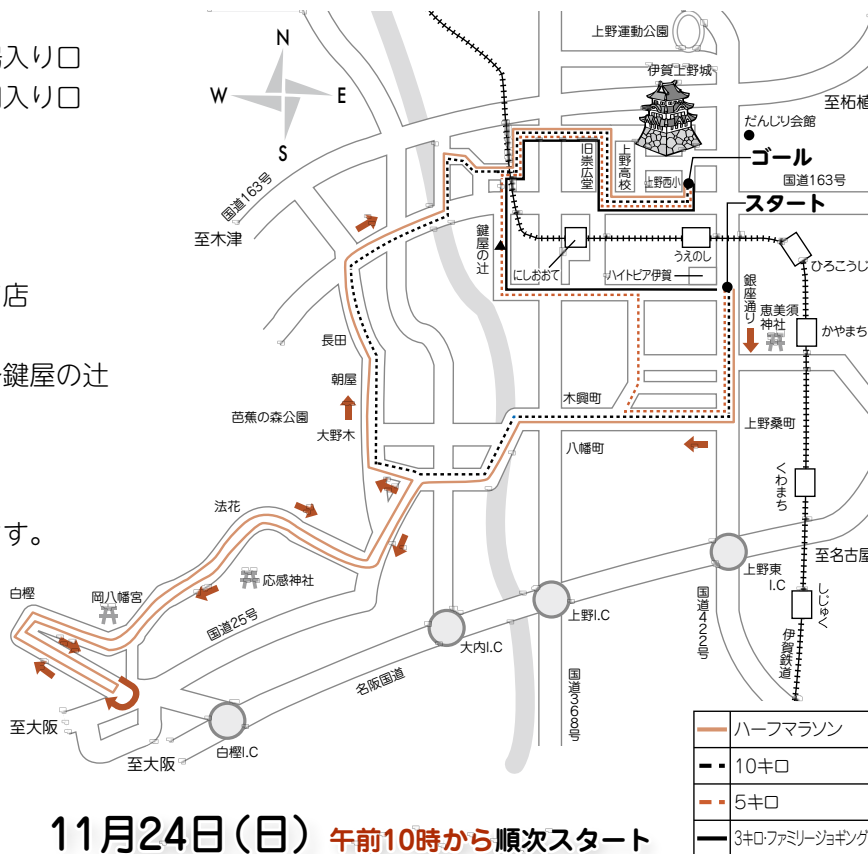 入り口
入り口
店
鍵屋の辻
す。
N
W
E
S
上野運動公園
伊賀上野城
至柘植
だんじり会館
ゴール
国道163号
スタート
旧崇広堂
上野高校
上野西小
国道163号
至木津
鍵屋の辻
にしおおて
うえのし
ハイトピア伊賀
ひろこうじ
銀座通り
恵美須
神社
かやまち
長田
朝屋
芭蕉の森公園
大野木
木興町
八幡町
上野桑町
くわまち
法花
応感神社
白樫
岡八幡宮
国道25号
大内I.C
上野I.C
上野東
I.C
至名古屋
国道422号
しじゅく
伊賀鉄道
名阪国道
国道368号
至大阪
白樫I.C
至大阪
ハーフマラソン
10キロ
5キロ
3キロ・ファミリージョギング
11月24日(日) 午前10時から順次スタート